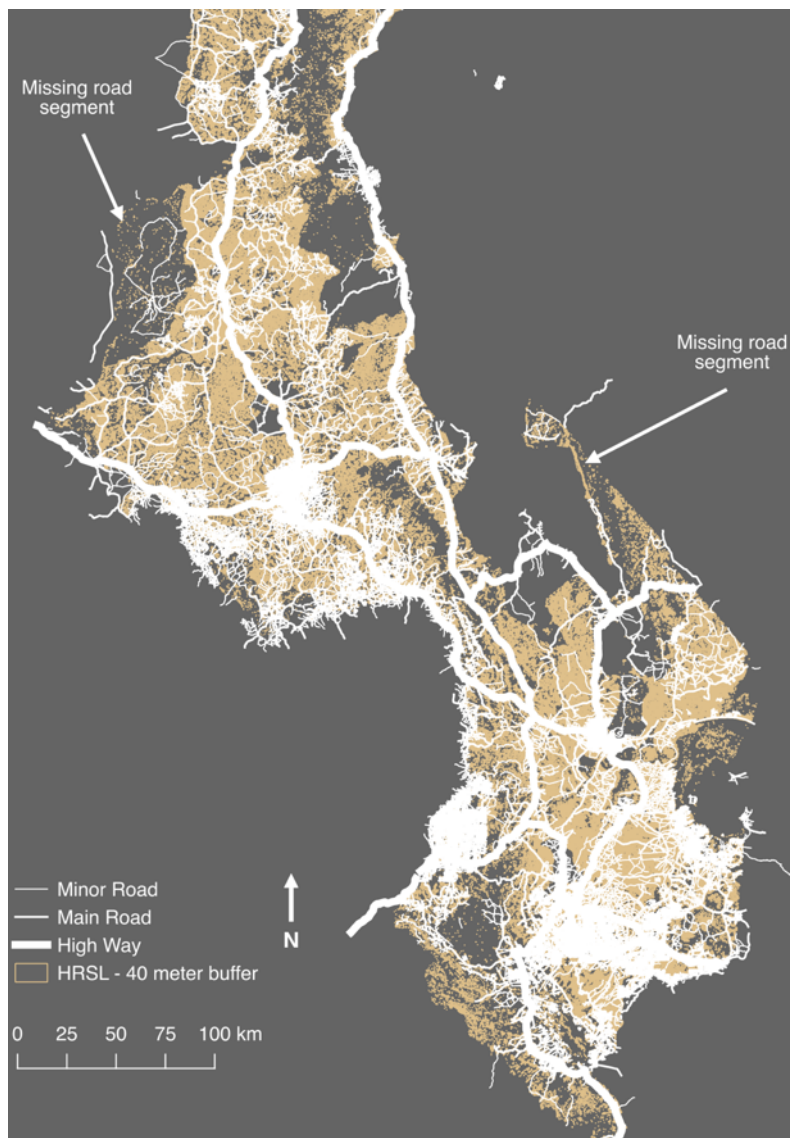 Missing road
segment
Missing road
segment
Minor Road
Main Road
High Way
HRSL - 40 meter buffer
N
0 25 50 75 100 km